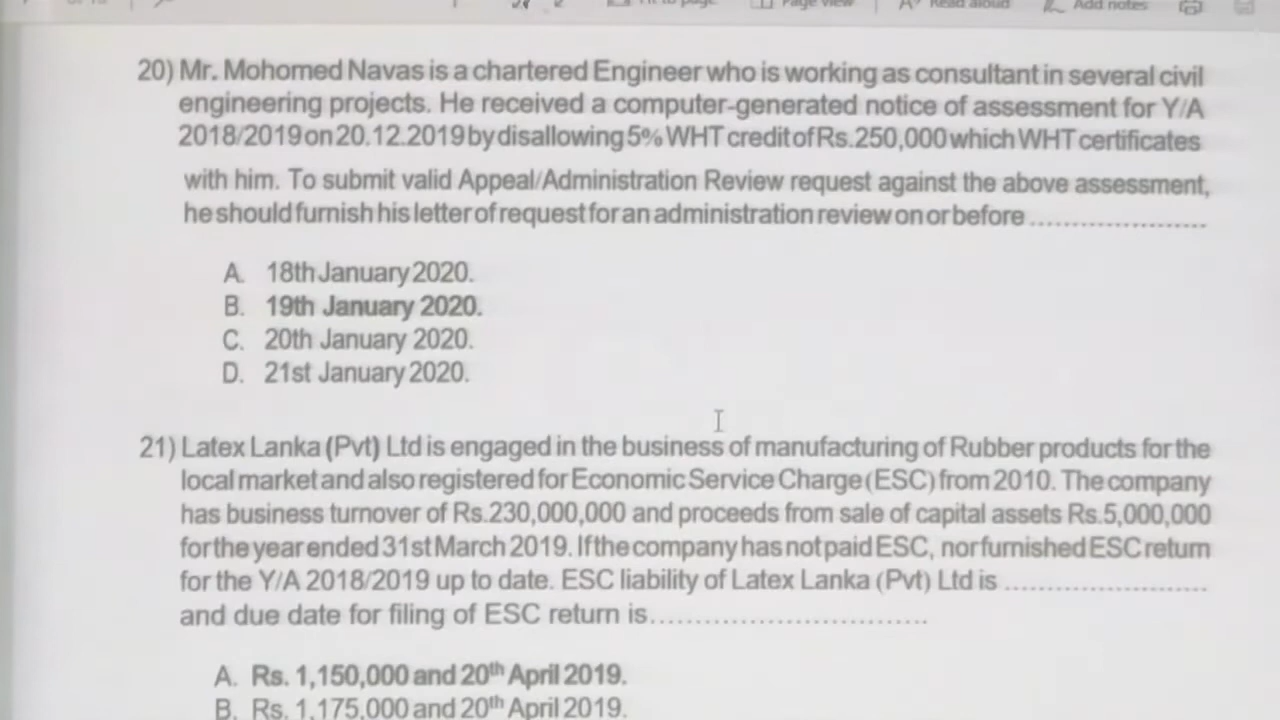 Page view
Read aloud
Add notes
20) Mr. Mohomed Navas is a chartered Engineer who is working as consultant in several civil
engineering projects. He received a computer-generated notice of assessment for Y/A
2018/2019 on 20.12.2019 by disallowing 5% WHT credit of Rs.250,000 which WHT certificates
with him. To submit valid Appeal/Administration Review request against the above assessment,
he should furnish his letter of request for an administration review on or before ........................
A. 18th January 2020.
B. 19th January 2020.
C. 20th January 2020.
D. 21st January 2020.
21) Latex Lanka (Pvt) Ltd is engaged in the business of manufacturing of Rubber products for the
local market and also registered for Economic Service Charge (ESC) from 2010. The company
has business turnover of Rs.230,000,000 and proceeds from sale of capital assets Rs.5,000,000
for the year ended 31st March 2019. If the company has not paid ESC, nor furnished ESC return
for the Y/A 2018/2019 up to date. ESC liability of Latex Lanka (Pvt) Ltd is ...........................
and due date for filing of ESC return is.....................................
A. Rs. 1,150,000 and 20th April 2019.
B. Rs. 1,175,000 and 20th April 2019.